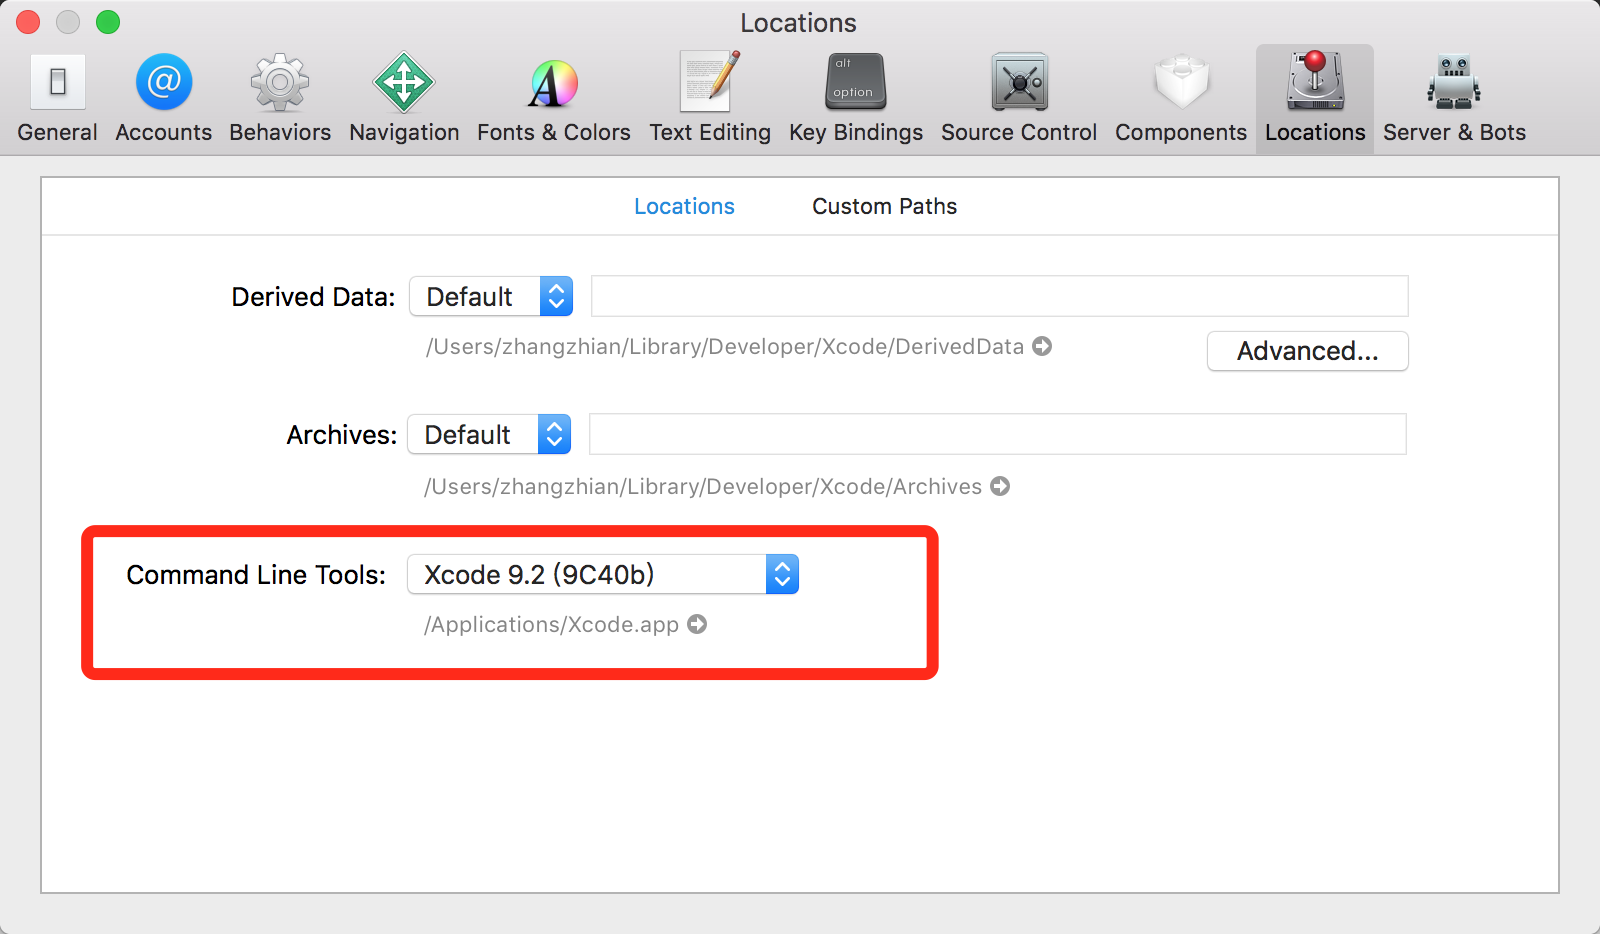 Locations
General Accounts Behaviors Navigation Fonts & Colors Text Editing Key Bindings Source Control Components Locations Server & Bots
alt
option
Locations Custom Paths
Derived Data: Default
/Users/zhangzhian/Library/Developer/Xcode/DerivedData
Advanced...
Archives: Default
/Users/zhangzhian/Library/Developer/Xcode/Archives
Command Line Tools: Xcode 9.2 (9C40b)
/Applications/Xcode.app